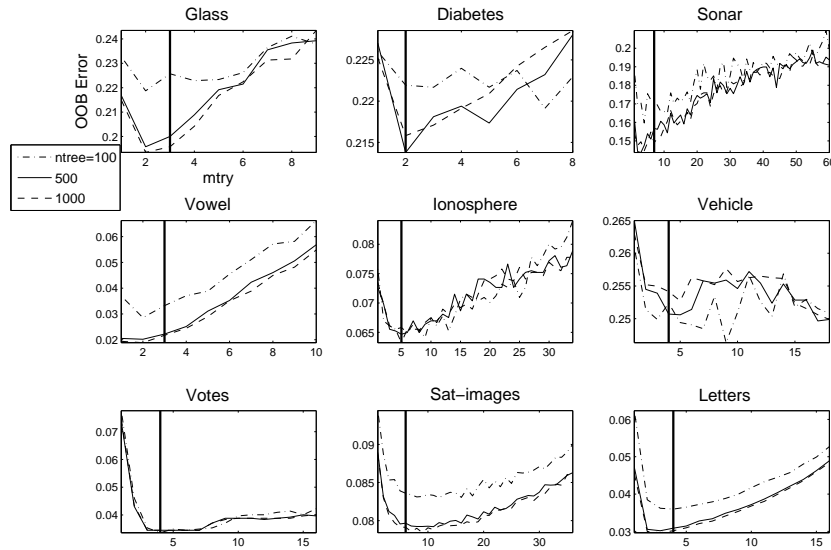 Glass
Diabetes
Sonar
OOB Error
0.24
0.23
0.22
0.21
0.2
2 4 6 8
mtry
0.225
0.22
0.215
2 4 6 8
0.2
0.19
0.18
0.17
0.16
0.15
10 20 30 40 50 60
ntree=100
500
1000
Vowel
Ionosphere
Vehicle
0.06
0.05
0.04
0.03
0.02
2 4 6 8 10
0.08
0.075
0.07
0.065
5 10 15 20 25 30
0.265
0.26
0.255
0.25
5 10 15
Votes
Sat-images
Letters
0.07
0.06
0.05
0.04
5 10 15
0.09
0.085
0.08
10 20 30
0.06
0.05
0.04
0.03
5 10 15